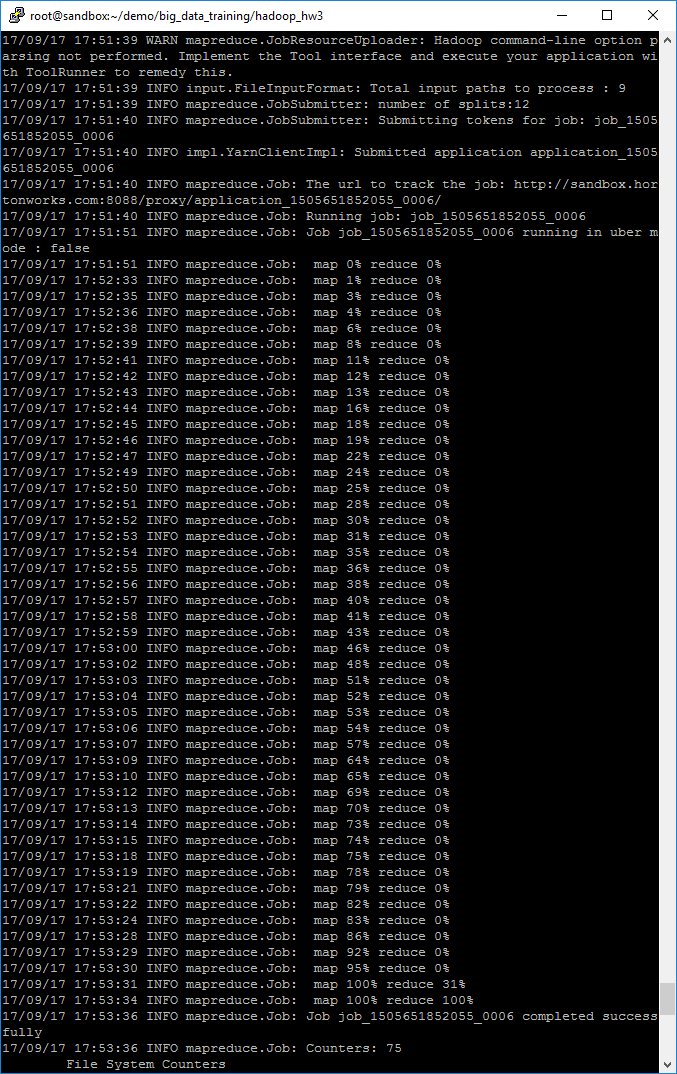 root@sandbox:~/demo/big_data_training/hadoop_hw3
17/09/17 17:51:39 WARN mapreduce.JobResourceUploader: Hadoop command-line option p
arsing not performed. Implement the Tool interface and execute your application wi
th ToolRunner to remedy this.
17/09/17 17:51:39 INFO input.FileInputFormat: Total input paths to process : 9
17/09/17 17:51:39 INFO mapreduce.JobSubmitter: number of splits:12
17/09/17 17:51:40 INFO mapreduce.JobSubmitter: Submitting tokens for job: job_1505
651852055_0006
17/09/17 17:51:40 INFO impl.YarnClientImpl: Submitted application application_1505
651852055_0006
17/09/17 17:51:40 INFO mapreduce.Job: The url to track the job: http://sandbox.hor
tonworks.com:8088/proxy/application_1505651852055_0006/
17/09/17 17:51:40 INFO mapreduce.Job: Running job: job_1505651852055_0006
17/09/17 17:51:51 INFO mapreduce.Job: Job job_1505651852055_0006 running in uber m
ode : false
17/09/17 17:51:51 INFO mapreduce.Job:  map 0% reduce 0%
17/09/17 17:52:33 INFO mapreduce.Job:  map 1% reduce 0%
17/09/17 17:52:35 INFO mapreduce.Job:  map 3% reduce 0%
17/09/17 17:52:36 INFO mapreduce.Job:  map 4% reduce 0%
17/09/17 17:52:38 INFO mapreduce.Job:  map 6% reduce 0%
17/09/17 17:52:39 INFO mapreduce.Job:  map 8% reduce 0%
17/09/17 17:52:41 INFO mapreduce.Job:  map 11% reduce 0%
17/09/17 17:52:42 INFO mapreduce.Job:  map 12% reduce 0%
17/09/17 17:52:43 INFO mapreduce.Job:  map 13% reduce 0%
17/09/17 17:52:44 INFO mapreduce.Job:  map 16% reduce 0%
17/09/17 17:52:45 INFO mapreduce.Job:  map 18% reduce 0%
17/09/17 17:52:46 INFO mapreduce.Job:  map 19% reduce 0%
17/09/17 17:52:47 INFO mapreduce.Job:  map 22% reduce 0%
17/09/17 17:52:49 INFO mapreduce.Job:  map 24% reduce 0%
17/09/17 17:52:50 INFO mapreduce.Job:  map 25% reduce 0%
17/09/17 17:52:51 INFO mapreduce.Job:  map 28% reduce 0%
17/09/17 17:52:52 INFO mapreduce.Job:  map 30% reduce 0%
17/09/17 17:52:53 INFO mapreduce.Job:  map 31% reduce 0%
17/09/17 17:52:54 INFO mapreduce.Job:  map 35% reduce 0%
17/09/17 17:52:55 INFO mapreduce.Job:  map 36% reduce 0%
17/09/17 17:52:56 INFO mapreduce.Job:  map 38% reduce 0%
17/09/17 17:52:57 INFO mapreduce.Job:  map 40% reduce 0%
17/09/17 17:52:58 INFO mapreduce.Job:  map 41% reduce 0%
17/09/17 17:52:59 INFO mapreduce.Job:  map 43% reduce 0%
17/09/17 17:53:00 INFO mapreduce.Job:  map 46% reduce 0%
17/09/17 17:53:02 INFO mapreduce.Job:  map 48% reduce 0%
17/09/17 17:53:03 INFO mapreduce.Job:  map 51% reduce 0%
17/09/17 17:53:04 INFO mapreduce.Job:  map 52% reduce 0%
17/09/17 17:53:05 INFO mapreduce.Job:  map 53% reduce 0%
17/09/17 17:53:06 INFO mapreduce.Job:  map 54% reduce 0%
17/09/17 17:53:07 INFO mapreduce.Job:  map 57% reduce 0%
17/09/17 17:53:09 INFO mapreduce.Job:  map 64% reduce 0%
17/09/17 17:53:10 INFO mapreduce.Job:  map 65% reduce 0%
17/09/17 17:53:12 INFO mapreduce.Job:  map 69% reduce 0%
17/09/17 17:53:13 INFO mapreduce.Job:  map 70% reduce 0%
17/09/17 17:53:14 INFO mapreduce.Job:  map 73% reduce 0%
17/09/17 17:53:15 INFO mapreduce.Job:  map 74% reduce 0%
17/09/17 17:53:18 INFO mapreduce.Job:  map 75% reduce 0%
17/09/17 17:53:19 INFO mapreduce.Job:  map 78% reduce 0%
17/09/17 17:53:21 INFO mapreduce.Job:  map 79% reduce 0%
17/09/17 17:53:22 INFO mapreduce.Job:  map 82% reduce 0%
17/09/17 17:53:24 INFO mapreduce.Job:  map 83% reduce 0%
17/09/17 17:53:28 INFO mapreduce.Job:  map 86% reduce 0%
17/09/17 17:53:29 INFO mapreduce.Job:  map 92% reduce 0%
17/09/17 17:53:30 INFO mapreduce.Job:  map 95% reduce 0%
17/09/17 17:53:31 INFO mapreduce.Job:  map 100% reduce 31%
17/09/17 17:53:34 INFO mapreduce.Job:  map 100% reduce 100%
17/09/17 17:53:36 INFO mapreduce.Job: Job job_1505651852055_0006 completed success
fully
17/09/17 17:53:36 INFO mapreduce.Job: Counters: 75
File System Counters